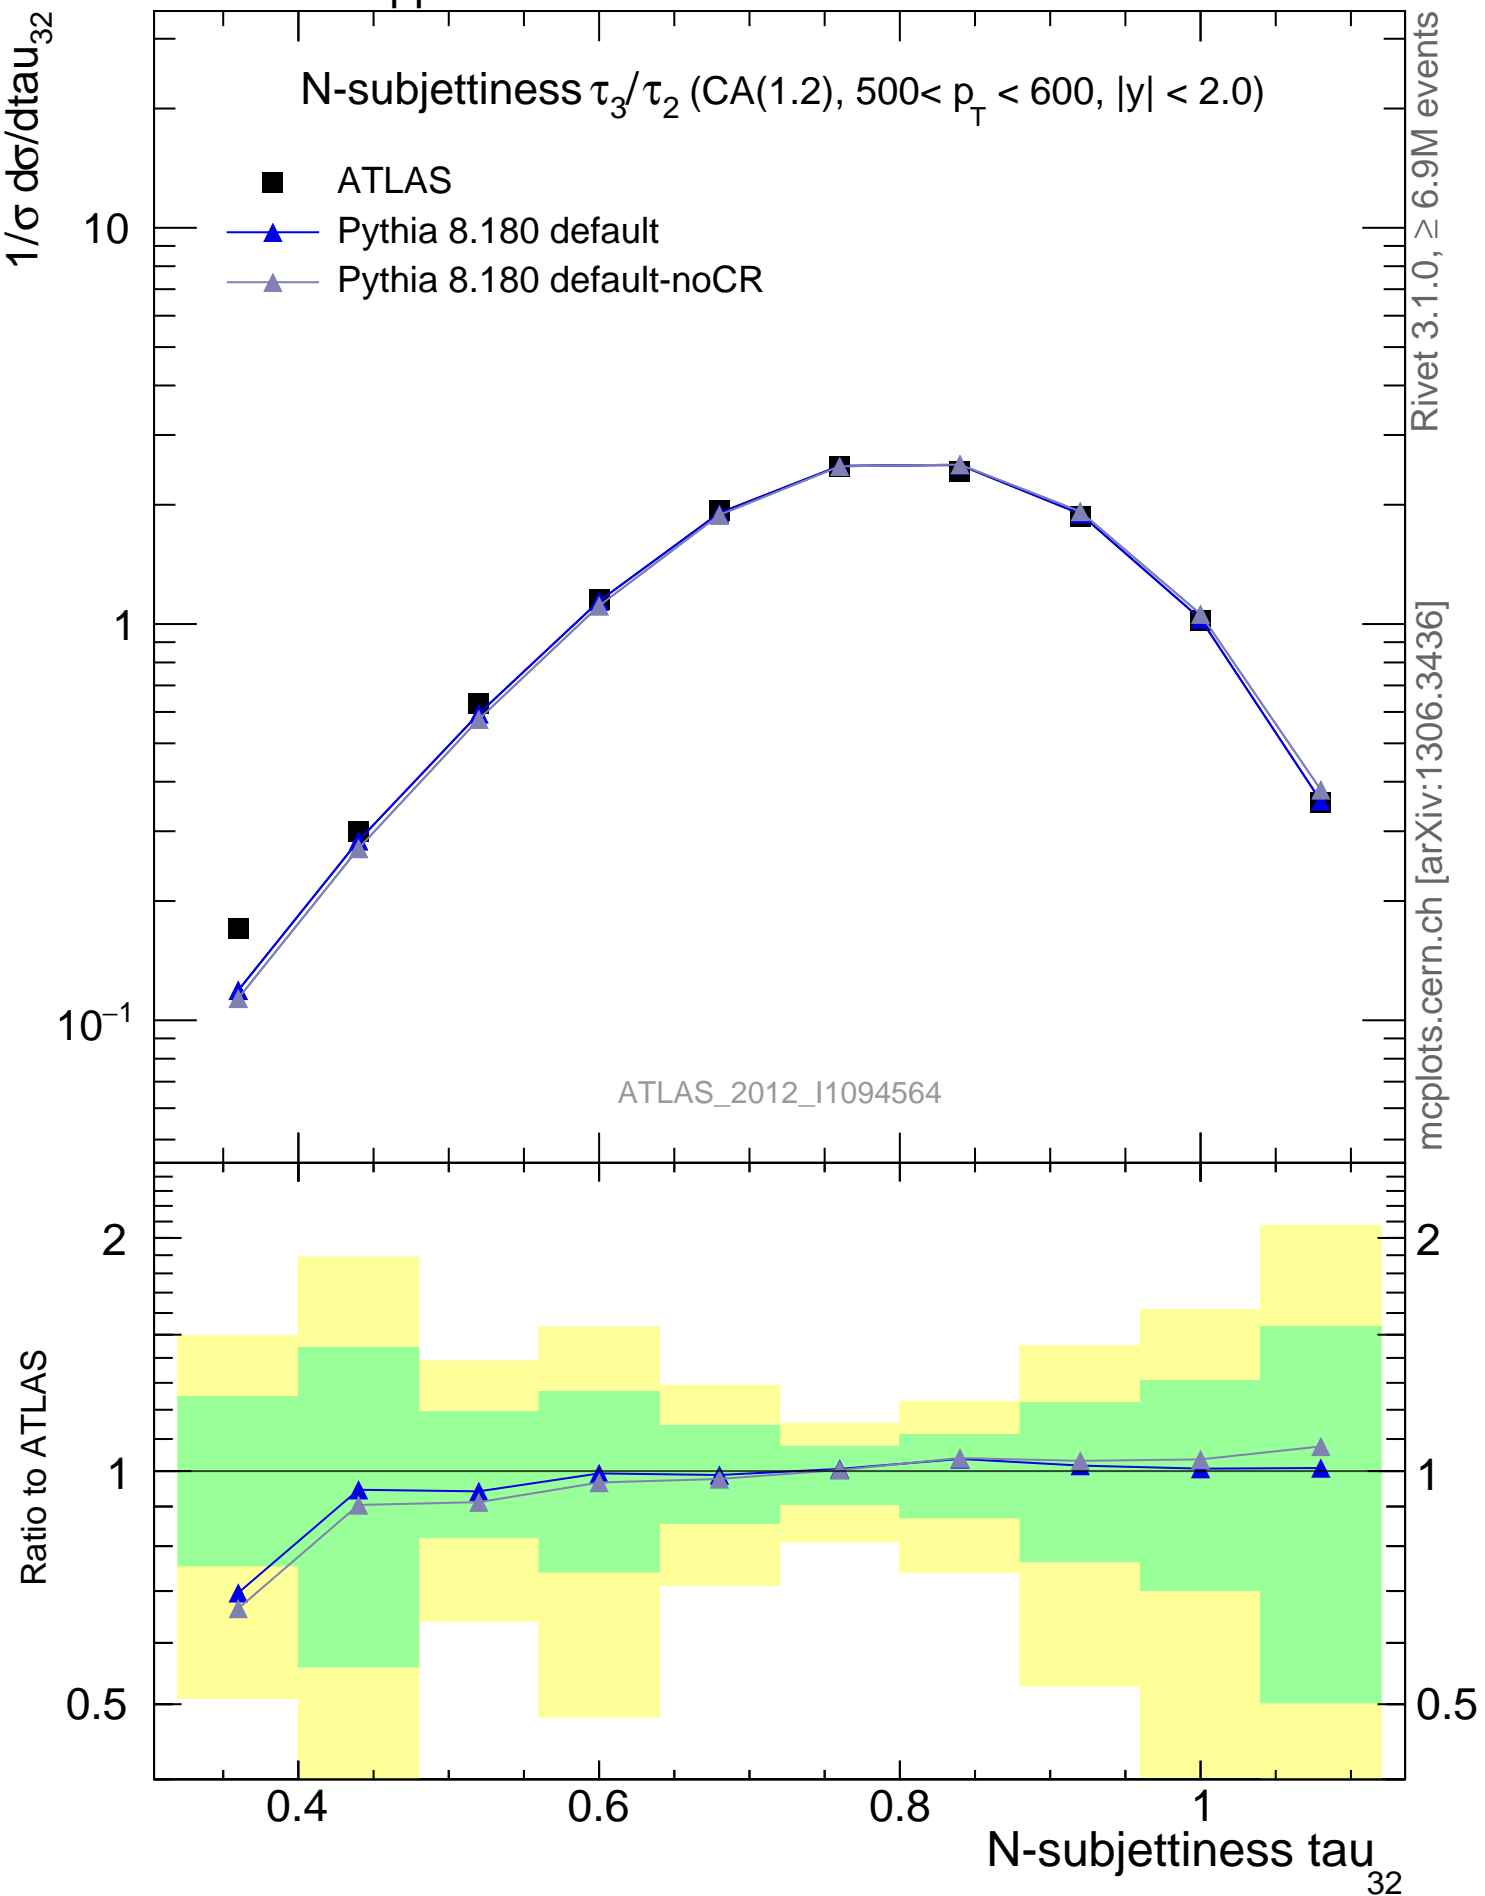 N-subjettiness τ3/τ2 (CA(1.2), 500< pT < 600, |y| < 2.0)
1/σ dσ/dtau32
ATLAS
Pythia 8.180 default
Pythia 8.180 default-noCR
10
1
10−1
ATLAS_2012_I1094564
Rivet 3.1.0, ≥ 6.9M events
mcplots.cern.ch [arXiv:1306.3436]
Ratio to ATLAS
2
1
0.5
2
1
0.5
0.4
0.6
0.8
1
N-subjettiness tau32